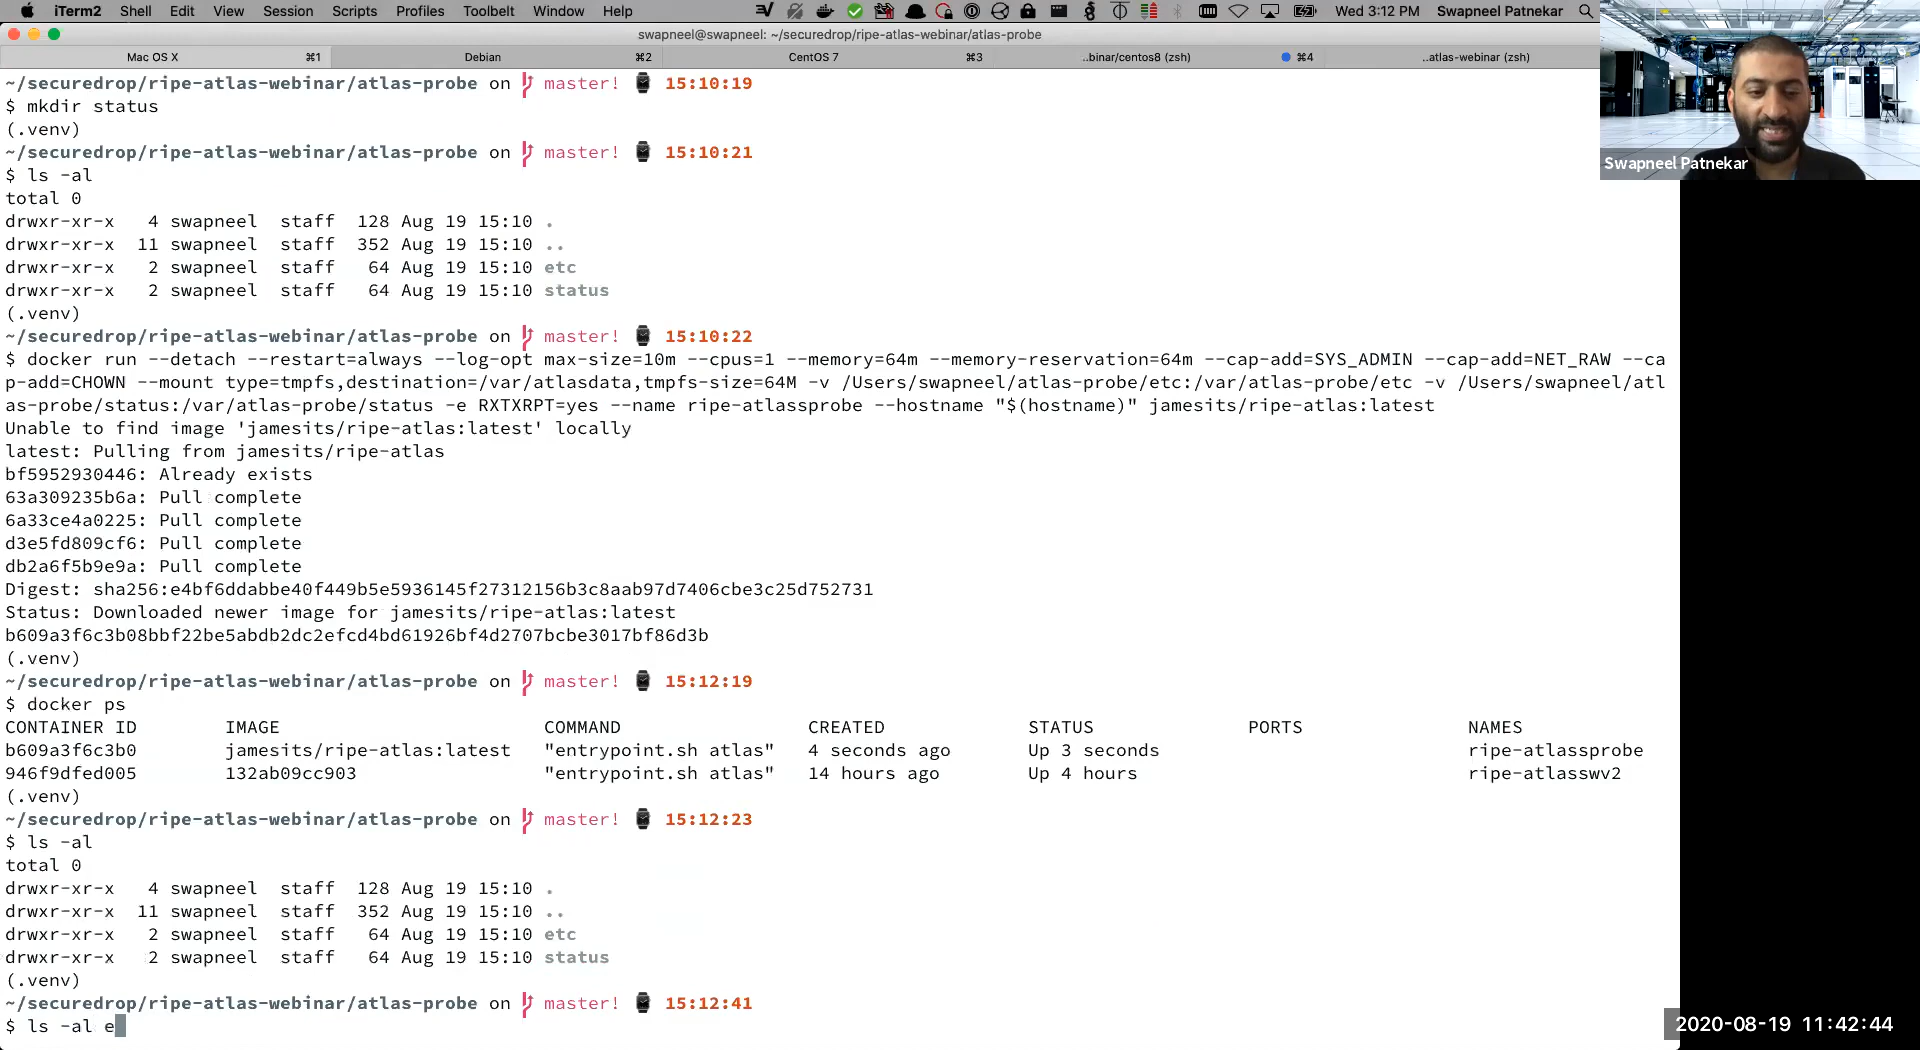 iTerm2 Shell Edit View Session Scripts Profiles Toolbelt Window Help Wed 3:12 PM Swapneel Patnekar
swapneel@swapneel: ~/securedrop/ripe-atlas-webinar/atlas-probe
Mac OS X ⌘1 Debian ⌘2 CentOS 7 ⌘3 ..binar/centos8 (zsh) ⌘4 ..atlas-webinar (zsh)
~/securedrop/ripe-atlas-webinar/atlas-probe on master! 15:10:19
$ mkdir status
(.venv)
~/securedrop/ripe-atlas-webinar/atlas-probe on master! 15:10:21
$ ls -al
total 0
drwxr-xr-x 4 swapneel staff 128 Aug 19 15:10 .
drwxr-xr-x 11 swapneel staff 352 Aug 19 15:10 ..
drwxr-xr-x 2 swapneel staff 64 Aug 19 15:10 etc
drwxr-xr-x 2 swapneel staff 64 Aug 19 15:10 status
(.venv)
~/securedrop/ripe-atlas-webinar/atlas-probe on master! 15:10:22
$ docker run --detach --restart=always --log-opt max-size=10m --cpus=1 --memory=64m --memory-reservation=64m --cap-add=SYS_ADMIN --cap-add=NET_RAW --ca
p-add=CHOWN --mount type=tmpfs,destination=/var/atlasdata,tmpfs-size=64M -v /Users/swapneel/atlas-probe/etc:/var/atlas-probe/etc -v /Users/swapneel/atl
as-probe/status:/var/atlas-probe/status -e RXTXRPT=yes --name ripe-atlassprobe --hostname "$(hostname)" jamesits/ripe-atlas:latest
Unable to find image 'jamesits/ripe-atlas:latest' locally
latest: Pulling from jamesits/ripe-atlas
bf5952930446: Already exists
63a309235b6a: Pull complete
6a33ce4a0225: Pull complete
d3e5fd809cf6: Pull complete
db2a6f5b9e9a: Pull complete
Digest: sha256:e4bf6ddabbe40f449b5e5936145f27312156b3c8aab97d7406cbe3c25d752731
Status: Downloaded newer image for jamesits/ripe-atlas:latest
b609a3f6c3b08bbf22be5abdb2dc2efcd4bd61926bf4d2707bcbe3017bf86d3b
(.venv)
~/securedrop/ripe-atlas-webinar/atlas-probe on master! 15:12:19
$ docker ps
CONTAINER ID IMAGE COMMAND CREATED STATUS PORTS NAMES
b609a3f6c3b0 jamesits/ripe-atlas:latest "entrypoint.sh atlas" 4 seconds ago Up 3 seconds ripe-atlassprobe
946f9dfed005 132ab09cc903 "entrypoint.sh atlas" 14 hours ago Up 4 hours ripe-atlasswv2
(.venv)
~/securedrop/ripe-atlas-webinar/atlas-probe on master! 15:12:23
$ ls -al
total 0
drwxr-xr-x 4 swapneel staff 128 Aug 19 15:10 .
drwxr-xr-x 11 swapneel staff 352 Aug 19 15:10 ..
drwxr-xr-x 2 swapneel staff 64 Aug 19 15:10 etc
drwxr-xr-x 2 swapneel staff 64 Aug 19 15:10 status
(.venv)
~/securedrop/ripe-atlas-webinar/atlas-probe on master! 15:12:41
$ ls -al e
Swapneel Patnekar
2020-08-19 11:42:44